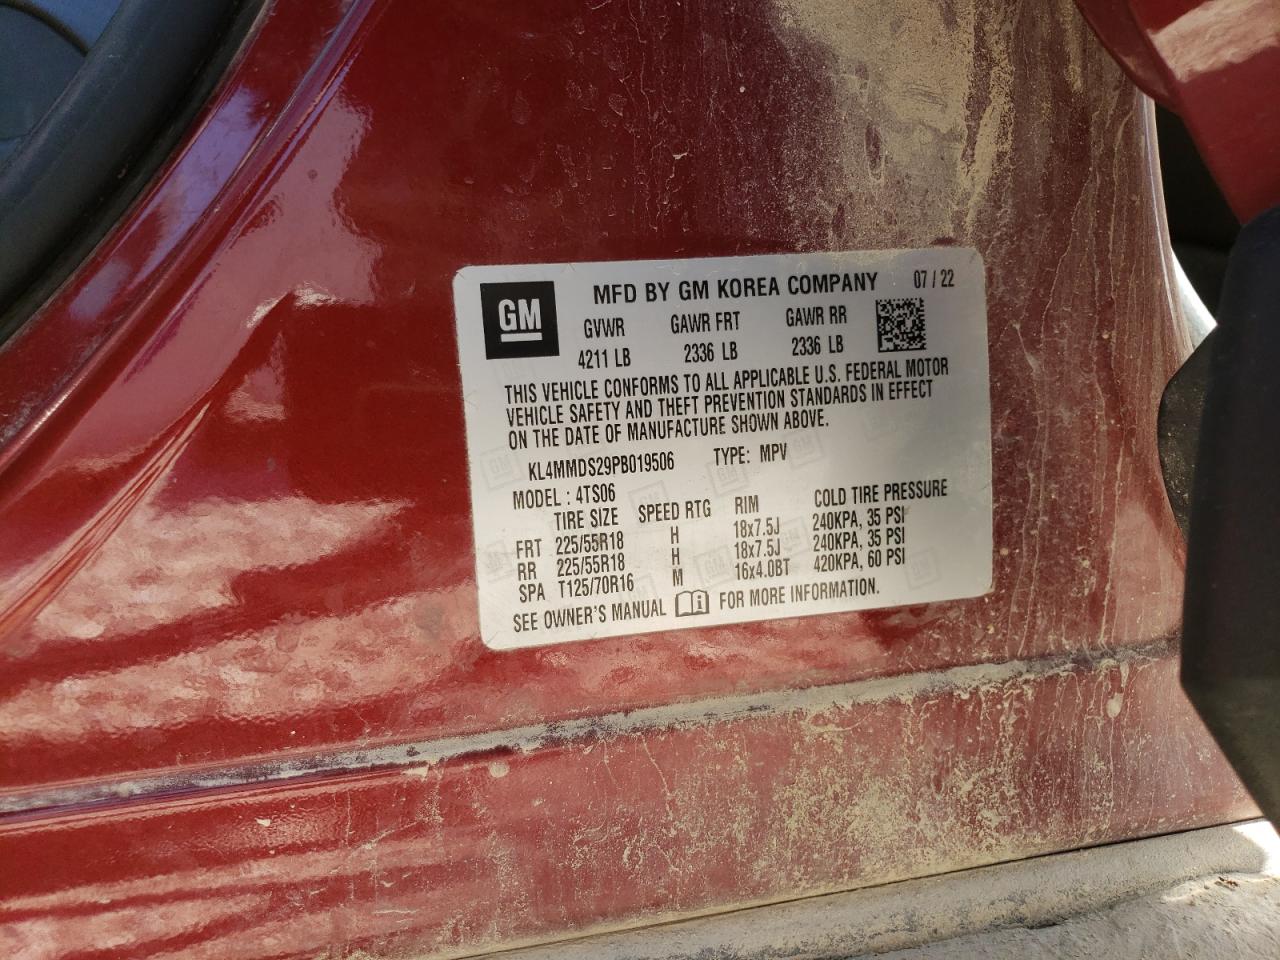 GM MFD BY GM KOREA COMPANY 07 / 22
GVWR GAWR FRT GAWR RR
4211 LB 2336 LB 2336 LB
THIS VEHICLE CONFORMS TO ALL APPLICABLE U.S. FEDERAL MOTOR
VEHICLE SAFETY AND THEFT PREVENTION STANDARDS IN EFFECT
ON THE DATE OF MANUFACTURE SHOWN ABOVE.
KL4MMDS29PB019506 TYPE: MPV
MODEL : 4TS06
TIRE SIZE SPEED RTG RIM COLD TIRE PRESSURE
FRT 225/55R18 H 18x7.5J 240KPA, 35 PSI
RR 225/55R18 H 18x7.5J 240KPA, 35 PSI
SPA T125/70R16 M 16x4.0BT 420KPA, 60 PSI
SEE OWNER'S MANUAL FOR MORE INFORMATION.